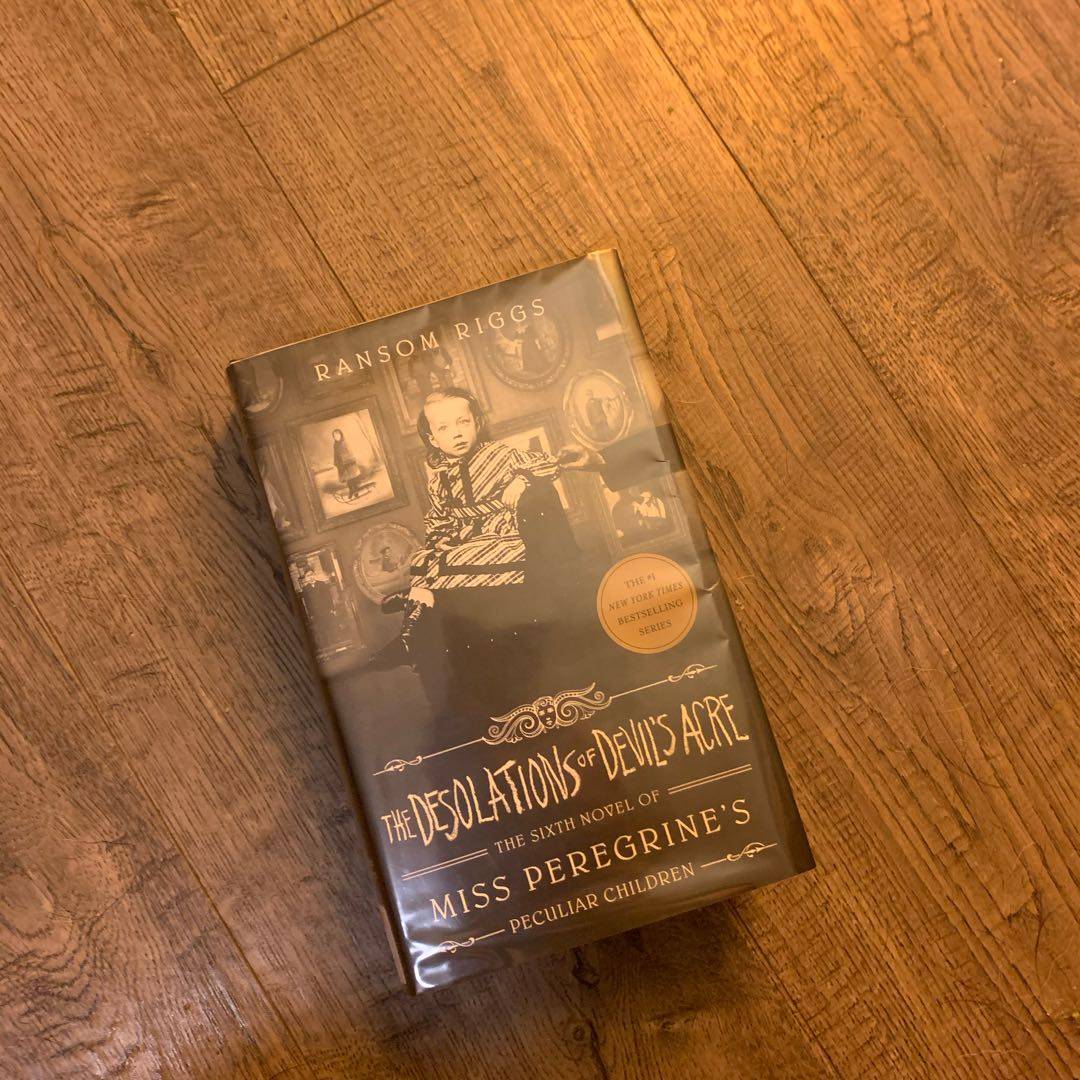 RANSOM RIGGS
THE #1
NEW YORK TIMES
BESTSELLING
SERIES
THE DESOLATIONS OF DEVIL'S ACRE
THE SIXTH NOVEL OF
MISS PEREGRINE'S
PECULIAR CHILDREN